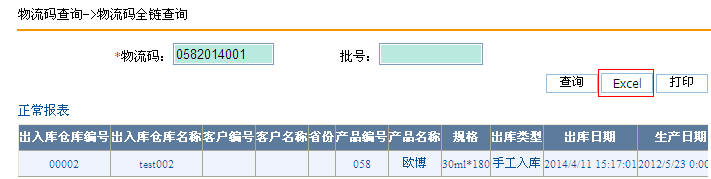 物流码查询->物流码全链查询
*物流码： 0582014001 批号：
查询 Excel 打印
正常报表
出入库仓库编号 出入库仓库名称 客户编号 客户名称 省份 产品编号 产品名称 规格 出库类型 出库日期 生产日期
00002 test002 058 欧博 30ml*180 手工入库 2014/4/11 15:17:01 2012/5/23 0:00